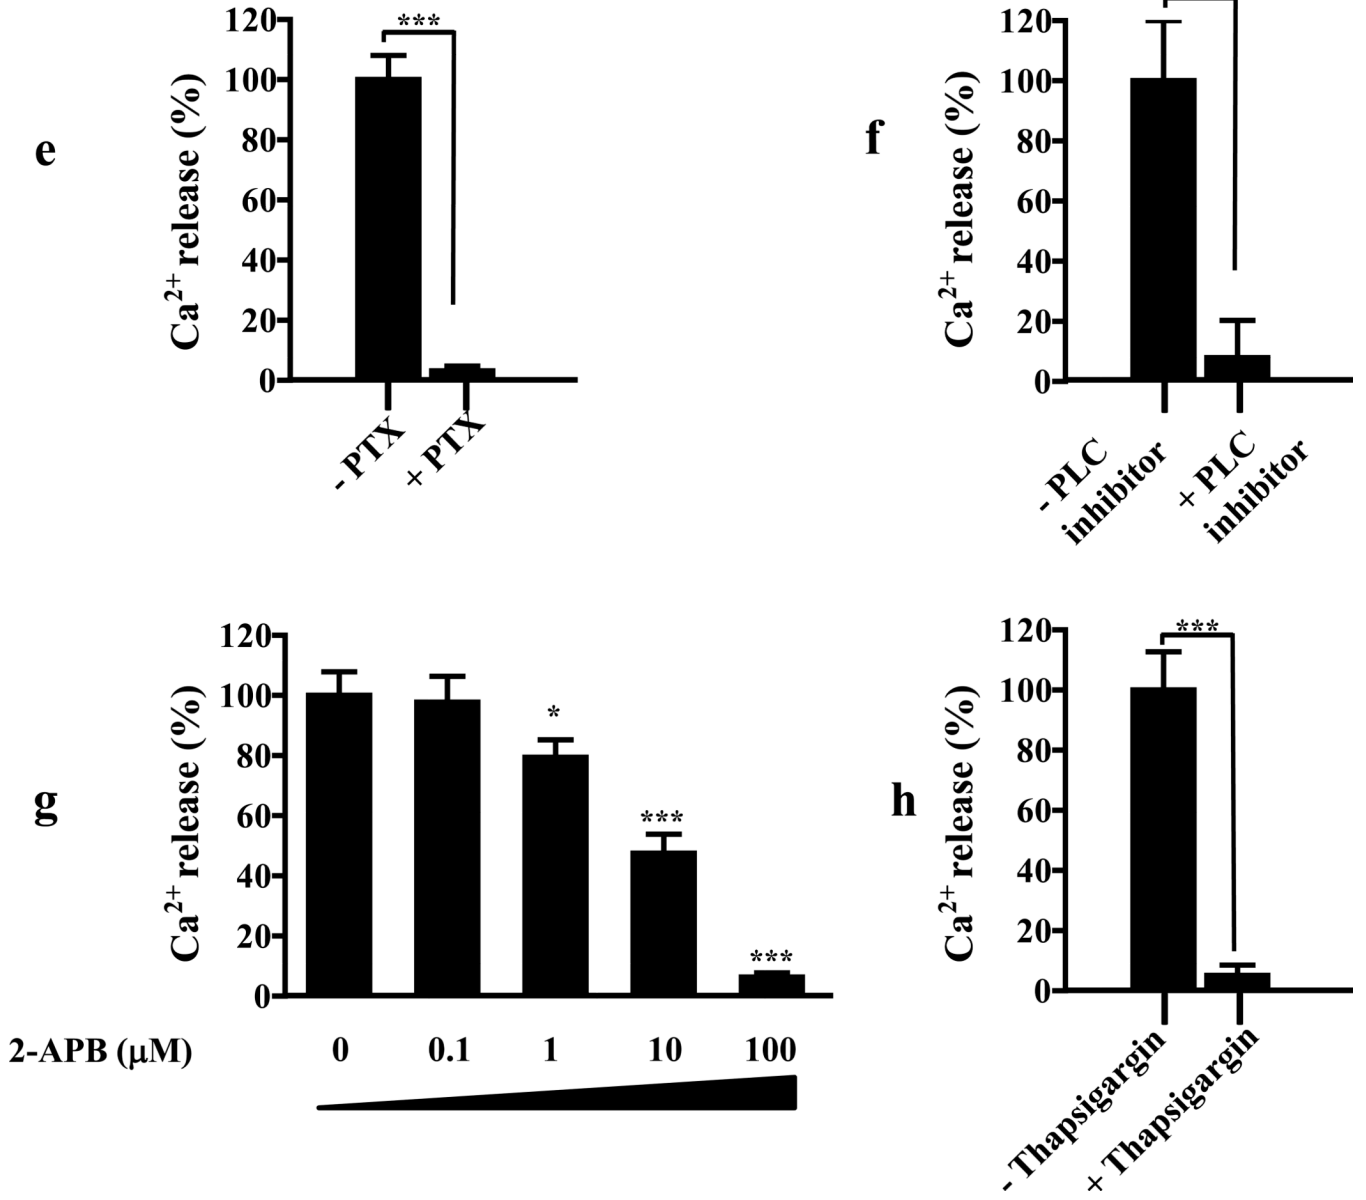 e
Ca²⁺ release (%)
120
100
80
60
40
20
0
***
- PTX
+ PTX
f
Ca²⁺ release (%)
120
100
80
60
40
20
0
- PLC
inhibitor
+ PLC
inhibitor
g
Ca²⁺ release (%)
120
100
80
60
40
20
0
*
***
***
2-APB (μM) 0 0.1 1 10 100
h
Ca²⁺ release (%)
120
100
80
60
40
20
0
***
- Thapsigargin
+ Thapsigargin